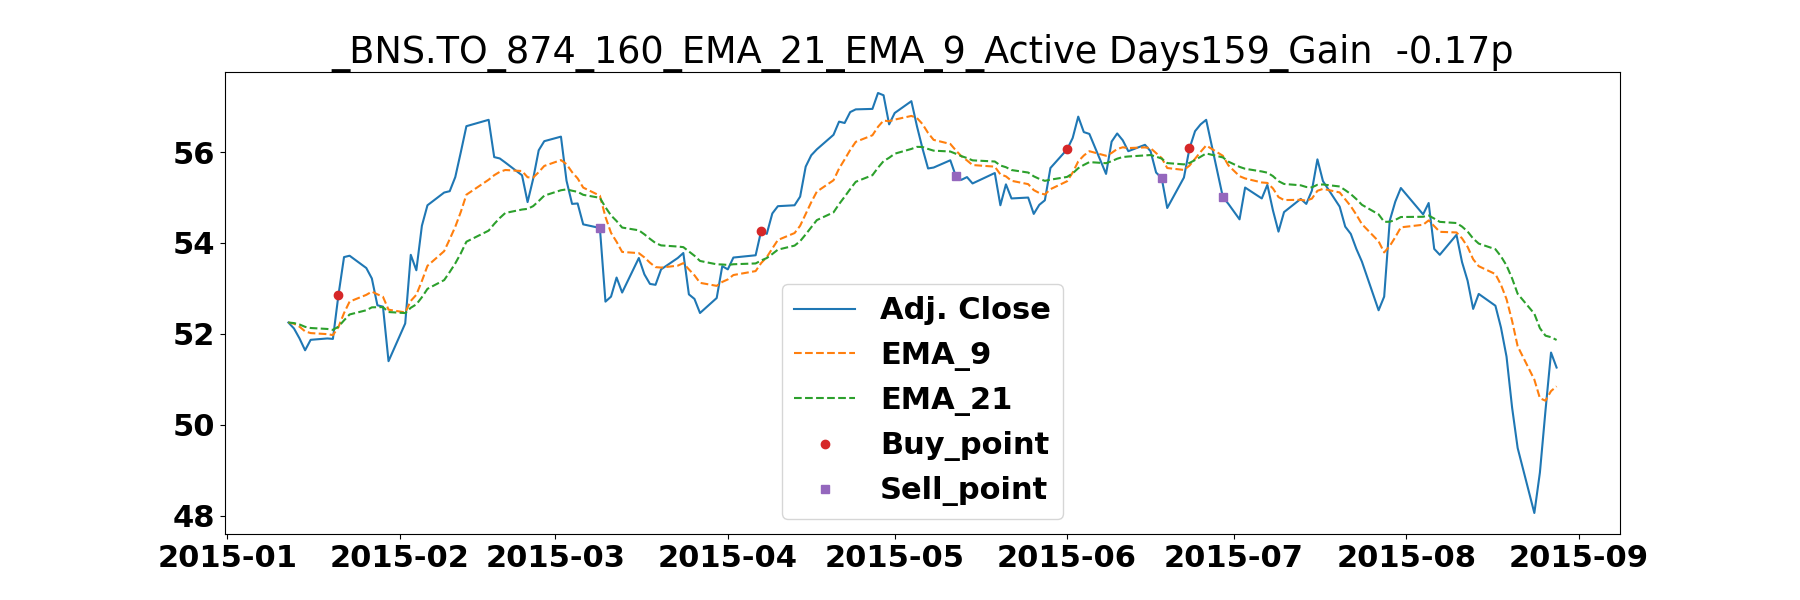 _BNS.TO_874_160_EMA_21_EMA_9_Active Days159_Gain  -0.17p
56
54
52
50
48
Adj. Close
EMA_9
EMA_21
Buy_point
Sell_point
2015-01 2015-02 2015-03 2015-04 2015-05 2015-06 2015-07 2015-08 2015-09